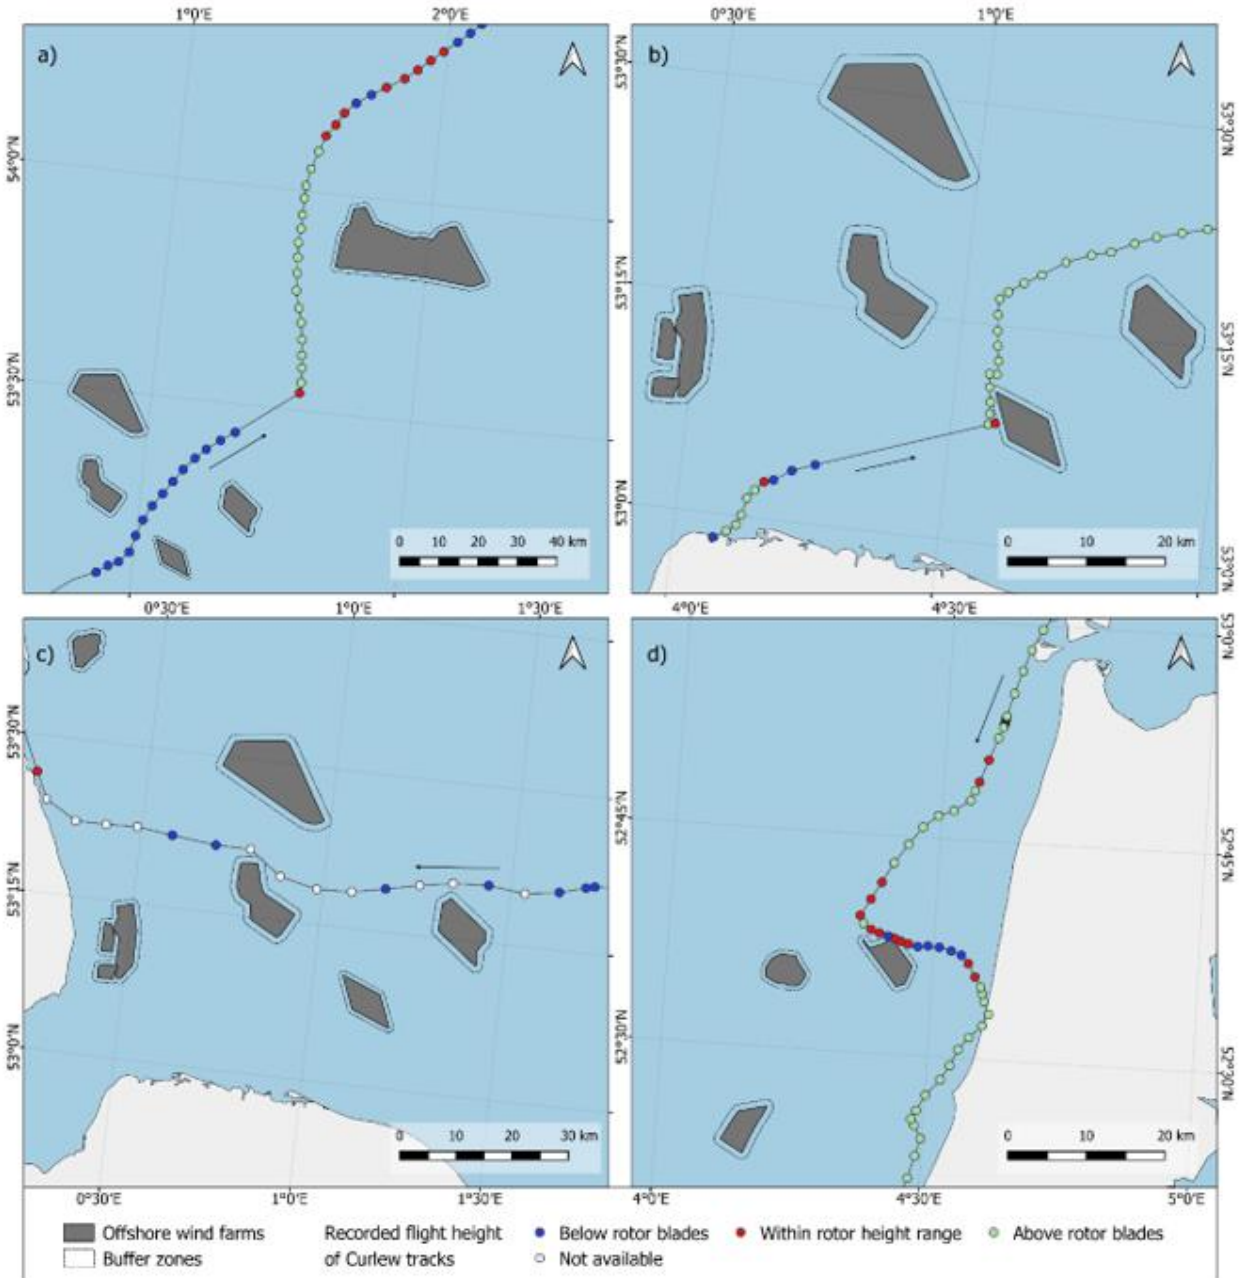 1°0'E 2°0'E 0°30'E 1°0'E
a) b)
54°0'N 53°30'N
53°30'N 53°15'N 53°0'N
53°30'N 53°15'N 53°0'N
0 10 20 30 40 km
0 10 20 km
0°30'E 1°0'E 1°30'E 4°0'E 4°30'E
c) d)
53°30'N 53°15'N 53°0'N
52°45'N 52°30'N
53°0'N 52°45'N 52°30'N
0 10 20 30 km
0 10 20 km
0°30'E 1°0'E 1°30'E 4°0'E 4°30'E 5°0'E
Offshore wind farms Recorded flight height Below rotor blades Within rotor height range Above rotor blades
Buffer zones of Curlew tracks Not available